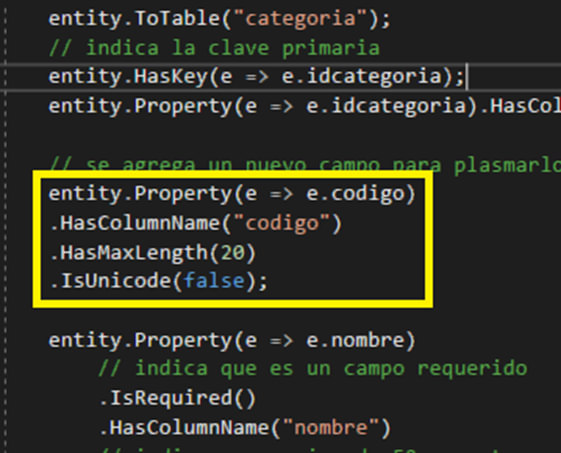 entity.ToTable("categoria");
// indica la clave primaria
entity.HasKey(e => e.idcategoria);
entity.Property(e => e.idcategoria).HasCol
// se agrega un nuevo campo para plasmarlo
entity.Property(e => e.codigo)
.HasColumnName("codigo")
.HasMaxLength(20)
.IsUnicode(false);
entity.Property(e => e.nombre)
// indica que es un campo requerido
.IsRequired()
.HasColumnName("nombre")